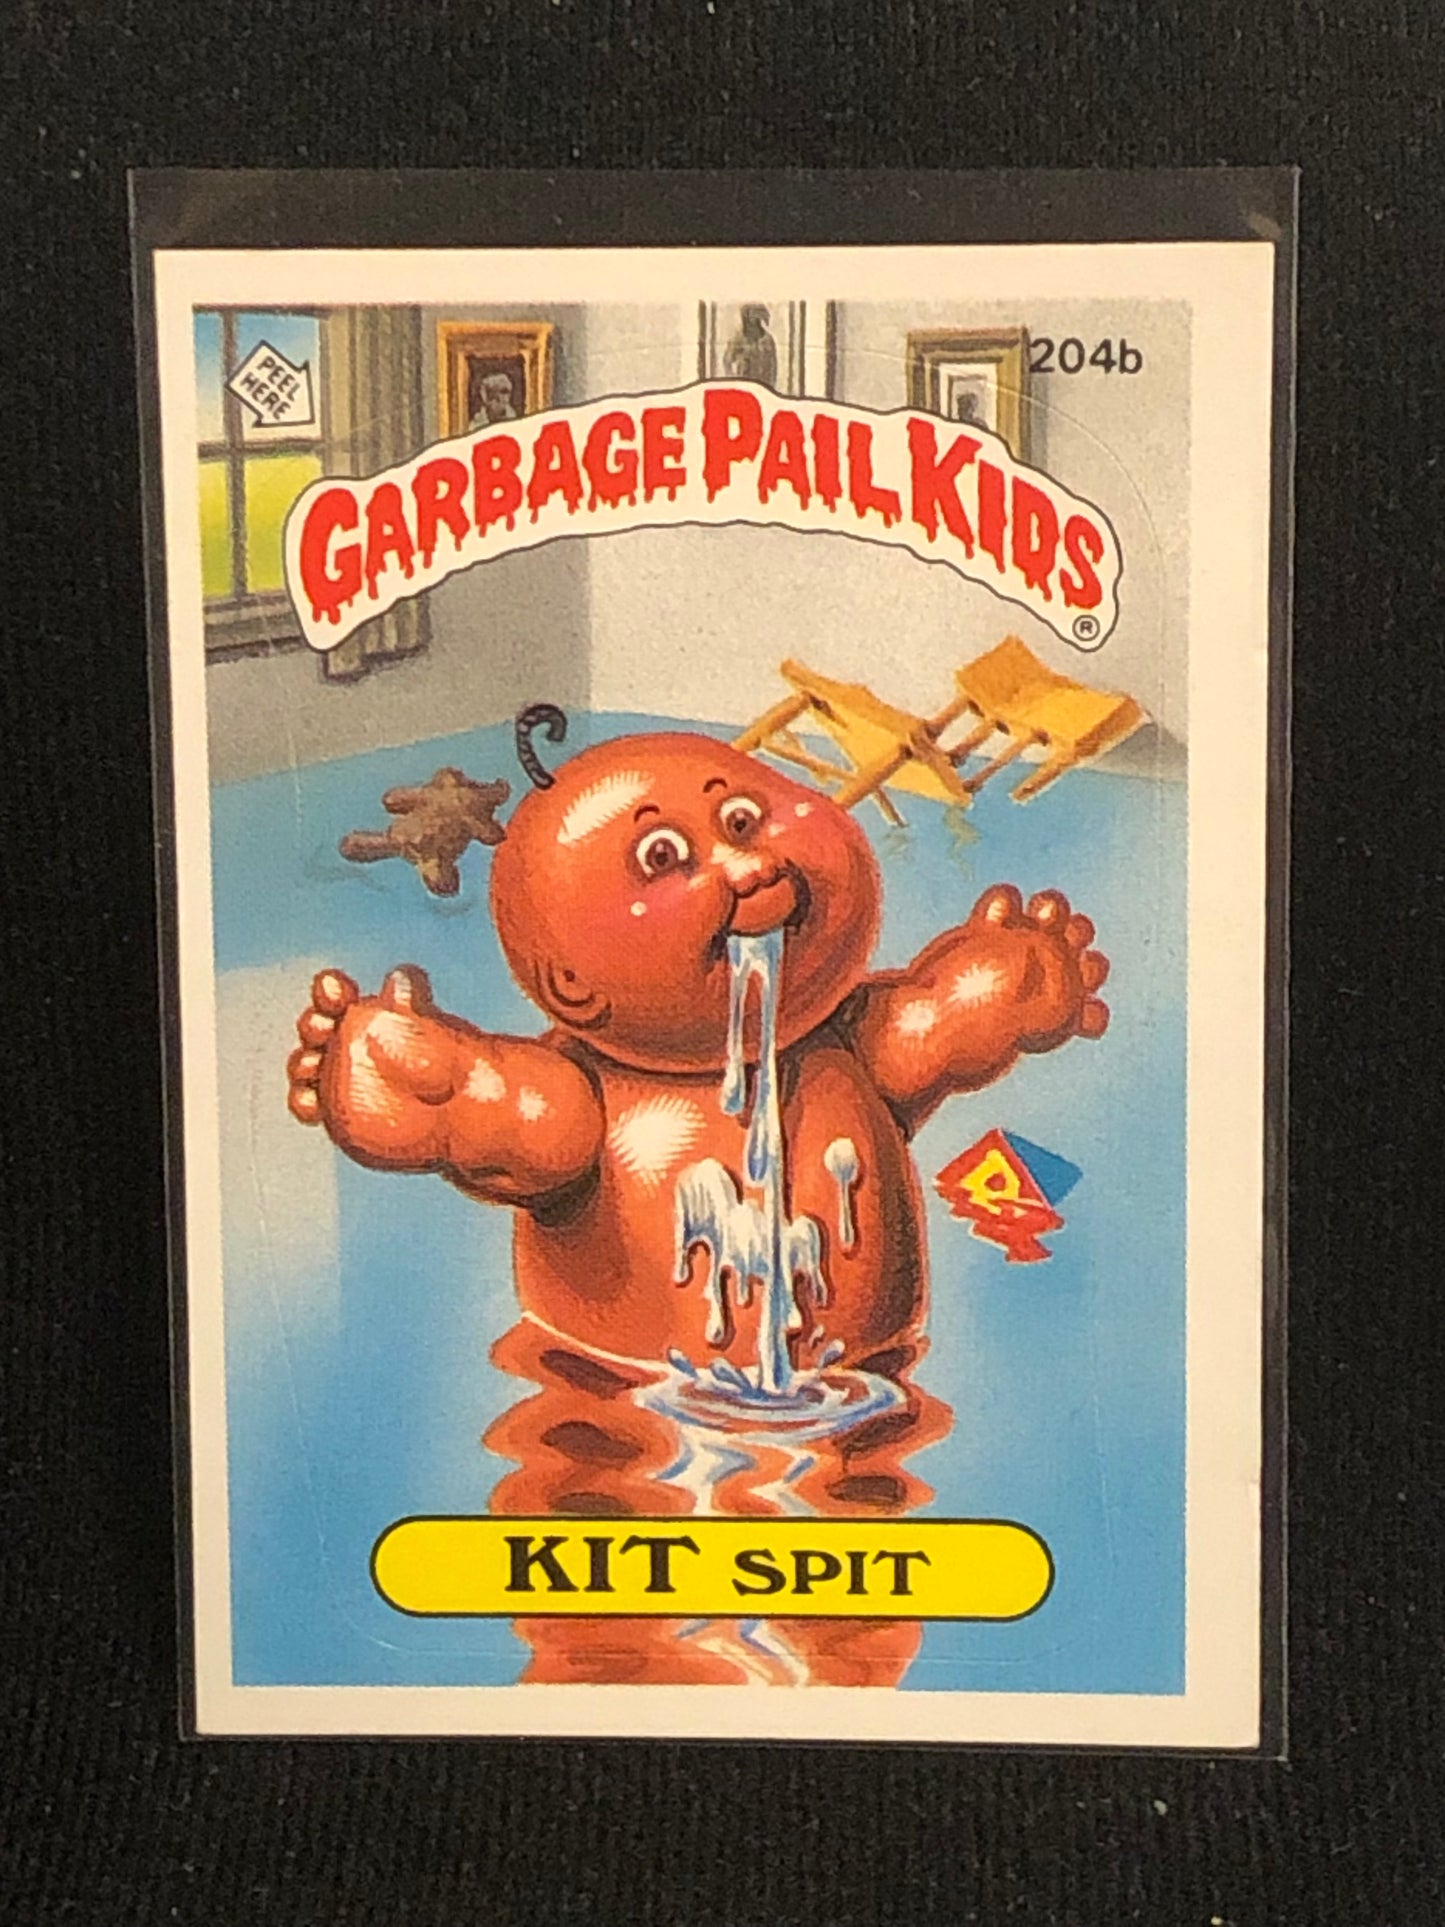 PEEL
HERE
204b
GARBAGE PAIL KIDS
®
KIT SPIT